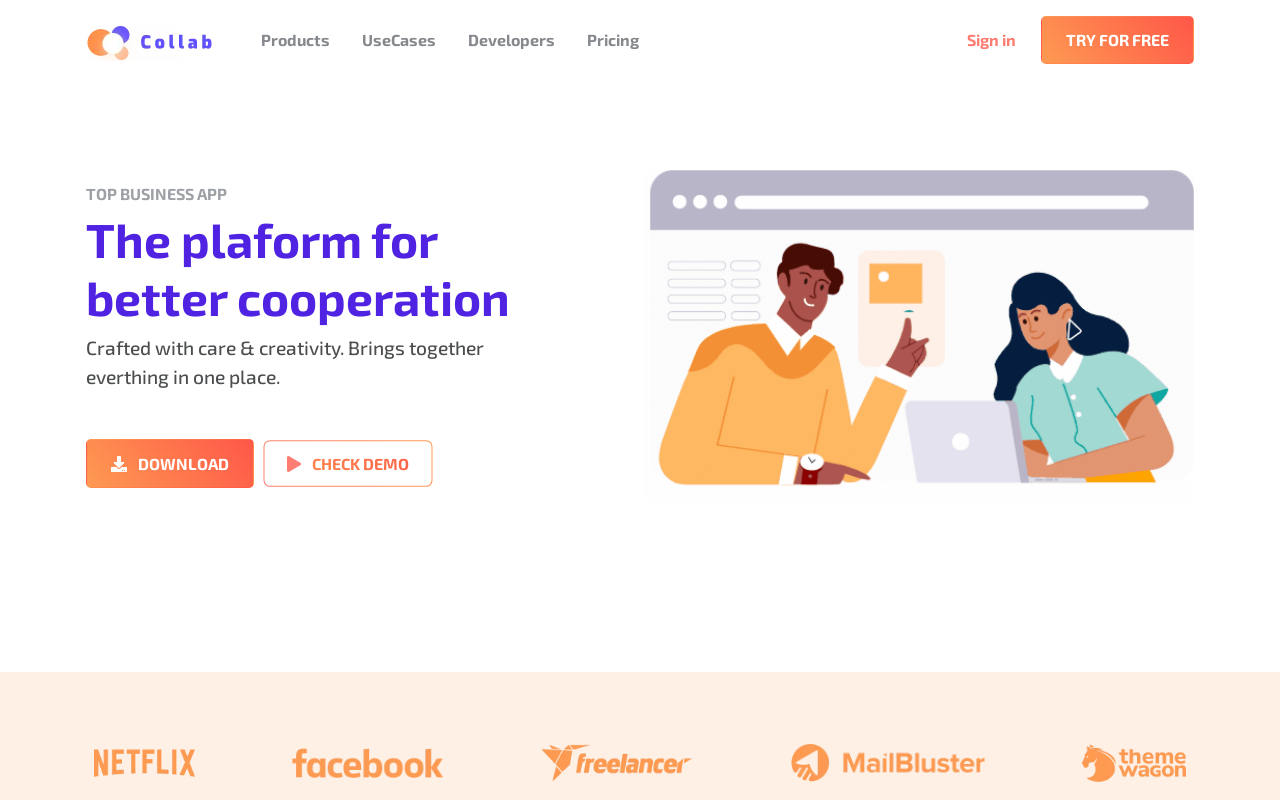 Collab
Products UseCases Developers Pricing
Sign in
TRY FOR FREE
TOP BUSINESS APP
The plaform for
better cooperation
Crafted with care & creativity. Brings together
everthing in one place.
DOWNLOAD
CHECK DEMO
NETFLIX
facebook
freelancer
MailBluster
theme
wagon